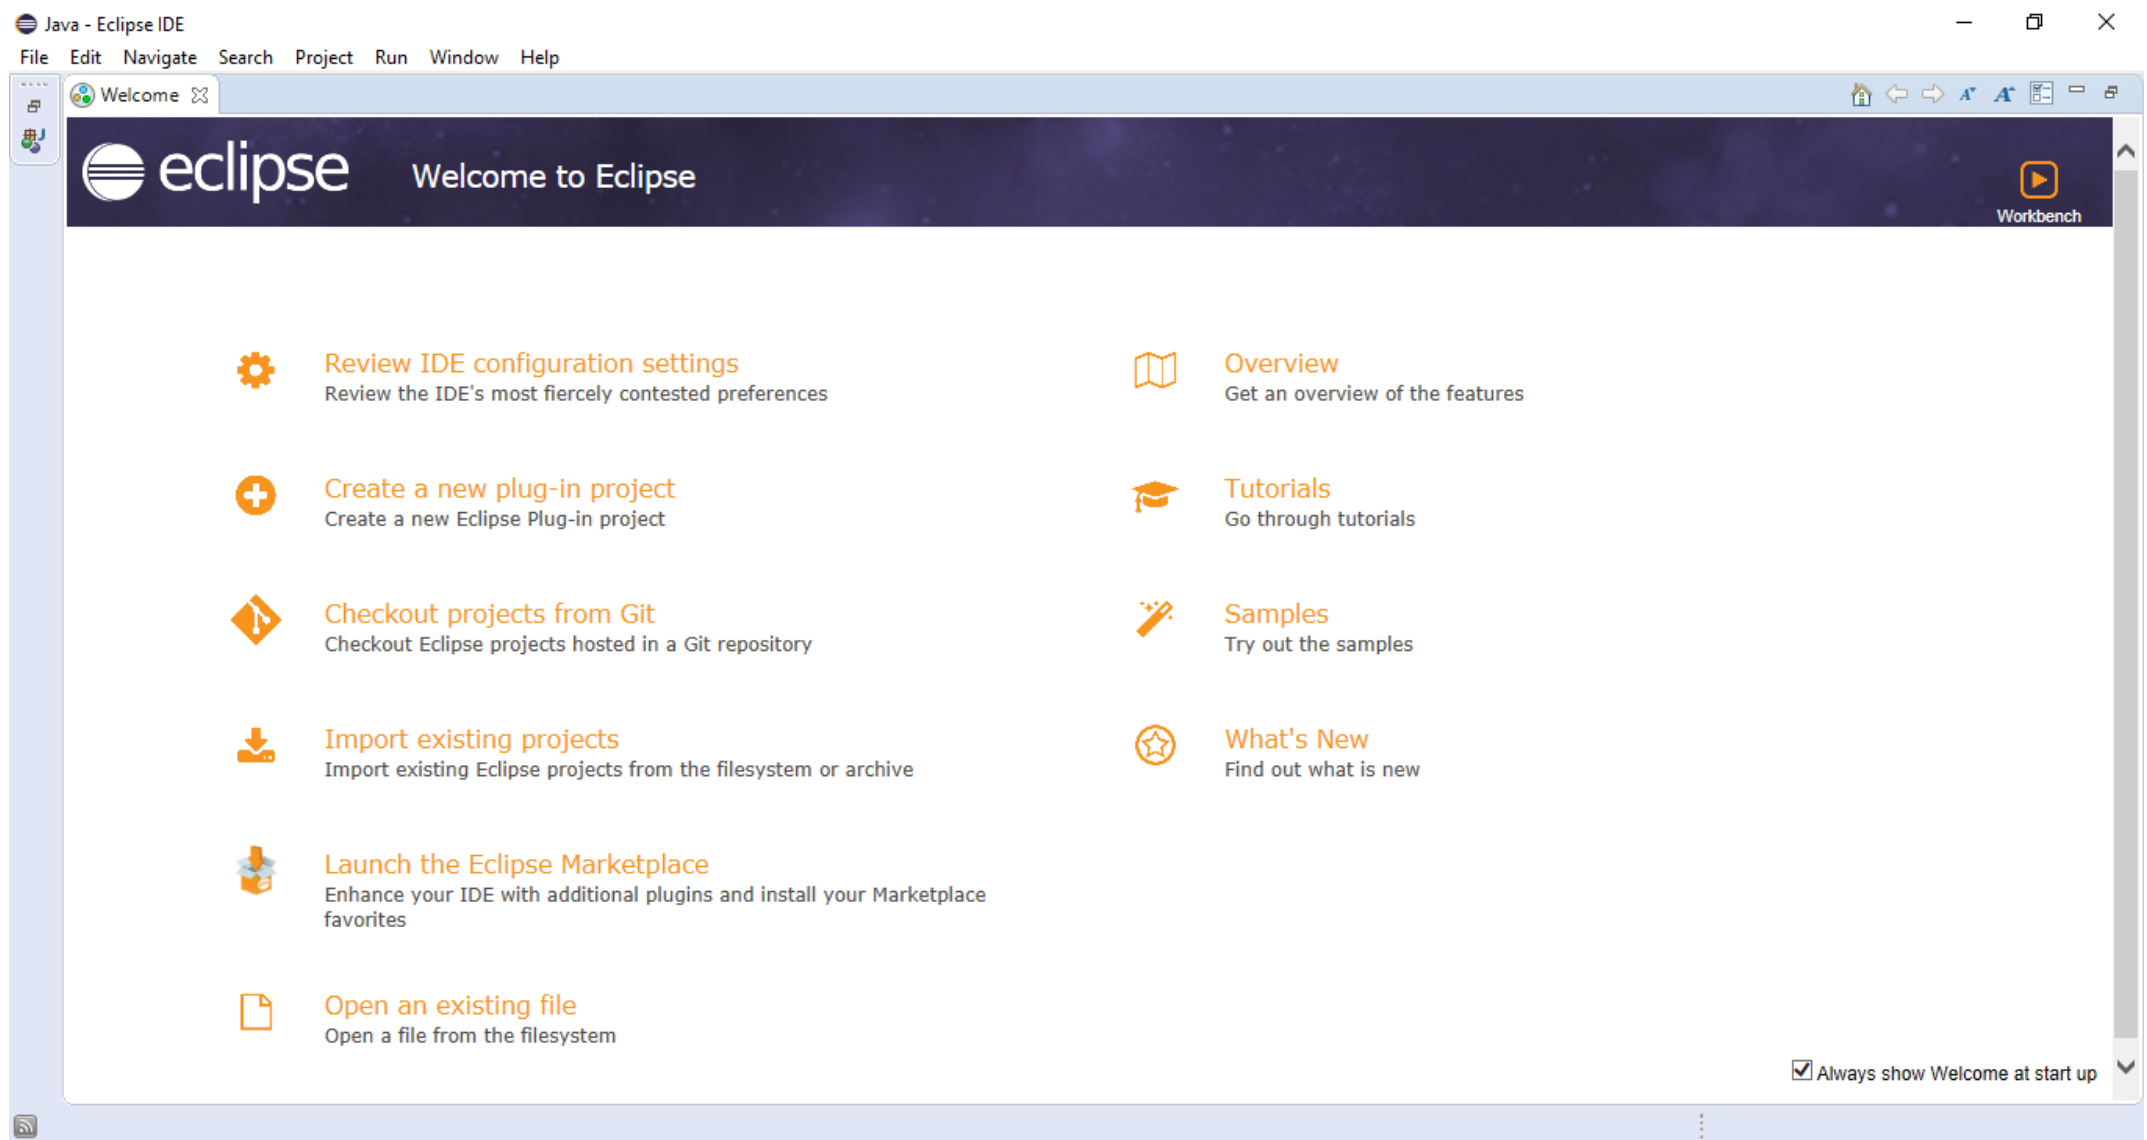 Java - Eclipse IDE
File Edit Navigate Search Project Run Window Help
Welcome
eclipse Welcome to Eclipse
Workbench
Review IDE configuration settings
Review the IDE's most fiercely contested preferences
Create a new plug-in project
Create a new Eclipse Plug-in project
Checkout projects from Git
Checkout Eclipse projects hosted in a Git repository
Import existing projects
Import existing Eclipse projects from the filesystem or archive
Launch the Eclipse Marketplace
Enhance your IDE with additional plugins and install your Marketplace
favorites
Open an existing file
Open a file from the filesystem
Overview
Get an overview of the features
Tutorials
Go through tutorials
Samples
Try out the samples
What's New
Find out what is new
Always show Welcome at start up